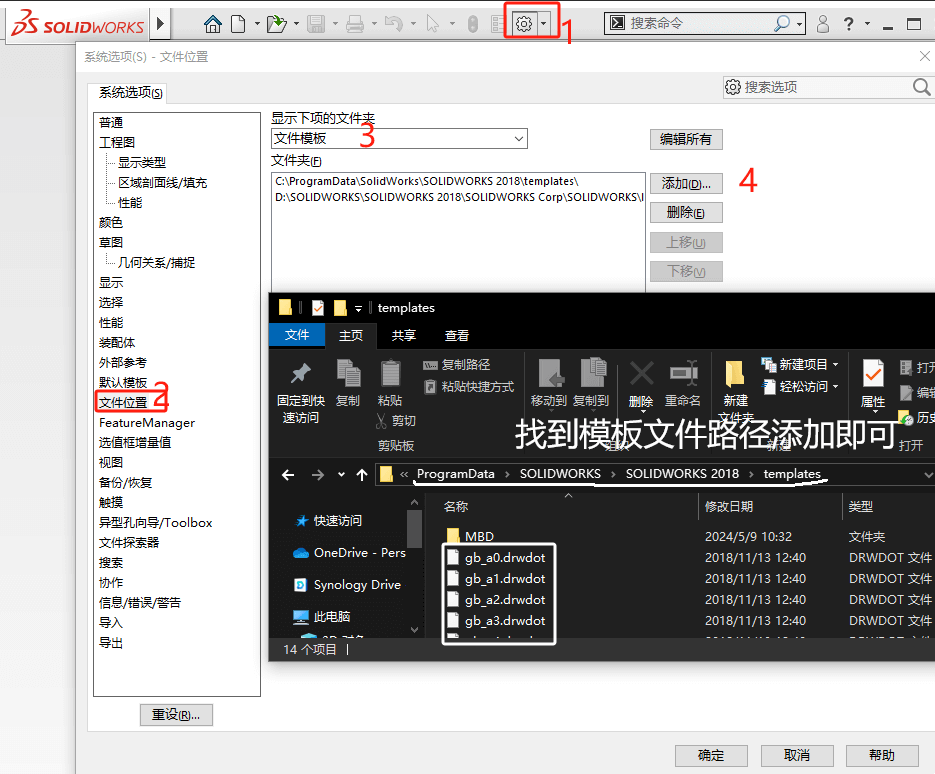 SOLIDWORKS
1
搜索命令
?
系统选项(S) - 文件位置
系统选项(S)
搜索选项
普通
工程图
显示类型
区域剖面线/填充
性能
颜色
草图
几何关系/捕捉
显示
选择
性能
装配体
外部参考
默认模板
文件位置
2
FeatureManager
选值框增量值
视图
备份/恢复
触摸
异型孔向导/Toolbox
文件探索器
搜索
协作
信息/错误/警告
导入
导出
重设(R)...
显示下项的文件夹
文件模板
3
文件夹(F)
C:\ProgramData\SolidWorks\SOLIDWORKS 2018\templates\
D:\SOLIDWORKS\SOLIDWORKS 2018\SOLIDWORKS Corp\SOLIDWORKS\l
编辑所有
添加(D)...
4
删除(E)
上移(U)
下移(V)
templates
文件 主页 共享 查看
固定到快速访问
复制
粘贴
复制路径
粘贴快捷方式
剪切
剪贴板
移动到 复制到
删除 重命名
新建
文件夹
新建项目
轻松访问
新建
属性
打开
历史
打开
找到模板文件路径添加即可
« ProgramData › SOLIDWORKS › SOLIDWORKS 2018 › templates
快速访问
OneDrive - Pers
Synology Drive
此电脑
名称 修改日期 类型
MBD 2024/5/9 10:32 文件夹
gb_a0.drwdot 2018/11/13 12:40 DRWDOT 文件
gb_a1.drwdot 2018/11/13 12:40 DRWDOT 文件
gb_a2.drwdot 2018/11/13 12:40 DRWDOT 文件
gb_a3.drwdot 2018/11/13 12:40 DRWDOT 文件
14 个项目
确定 取消 帮助